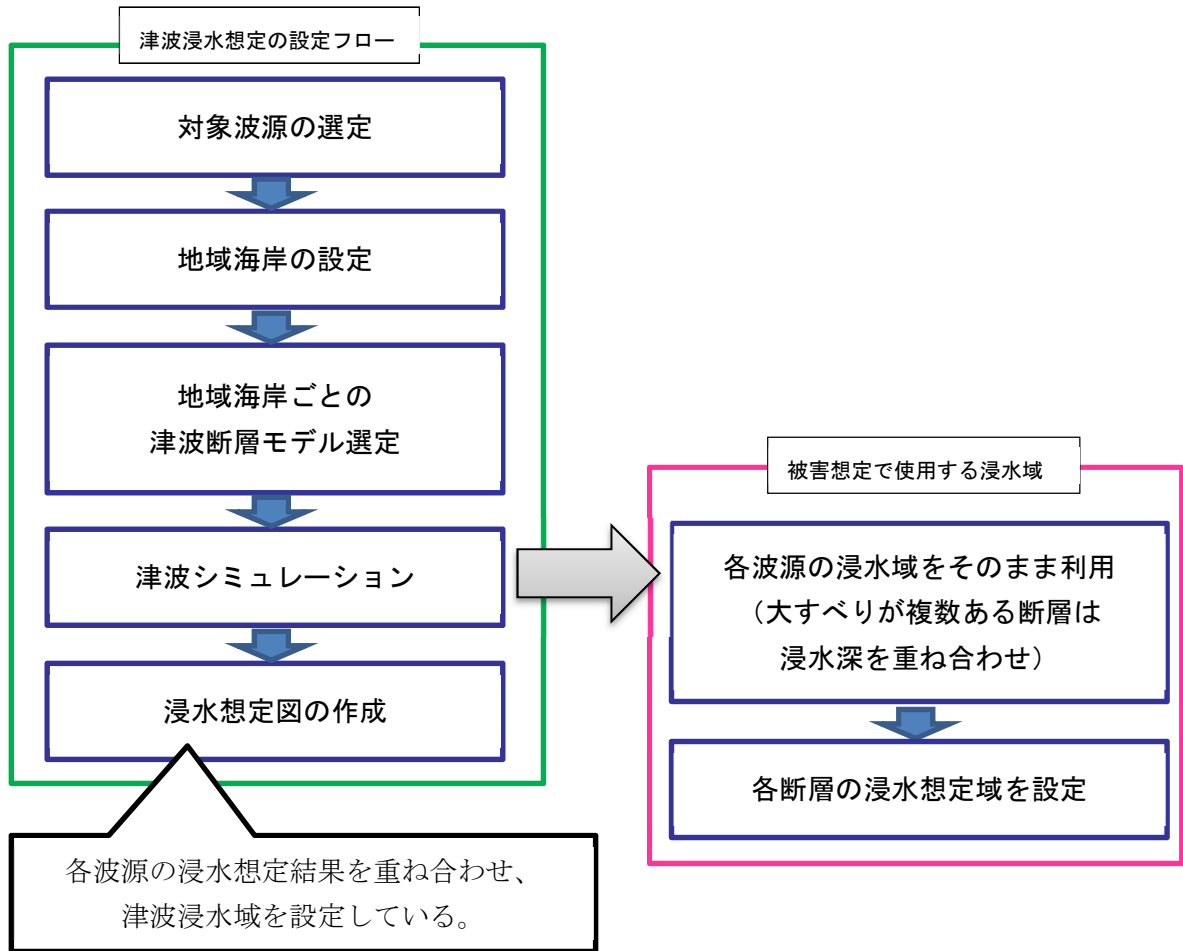 津波浸水想定の設定フロー
対象波源の選定
地域海岸の設定
地域海岸ごとの
津波断層モデル選定
津波シミュレーション
浸水想定図の作成
各波源の浸水想定結果を重ね合わせ、
津波浸水域を設定している。
被害想定で使用する浸水域
各波源の浸水域をそのまま利用
（大すべりが複数ある断層は
浸水深を重ね合わせ）
各断層の浸水想定域を設定